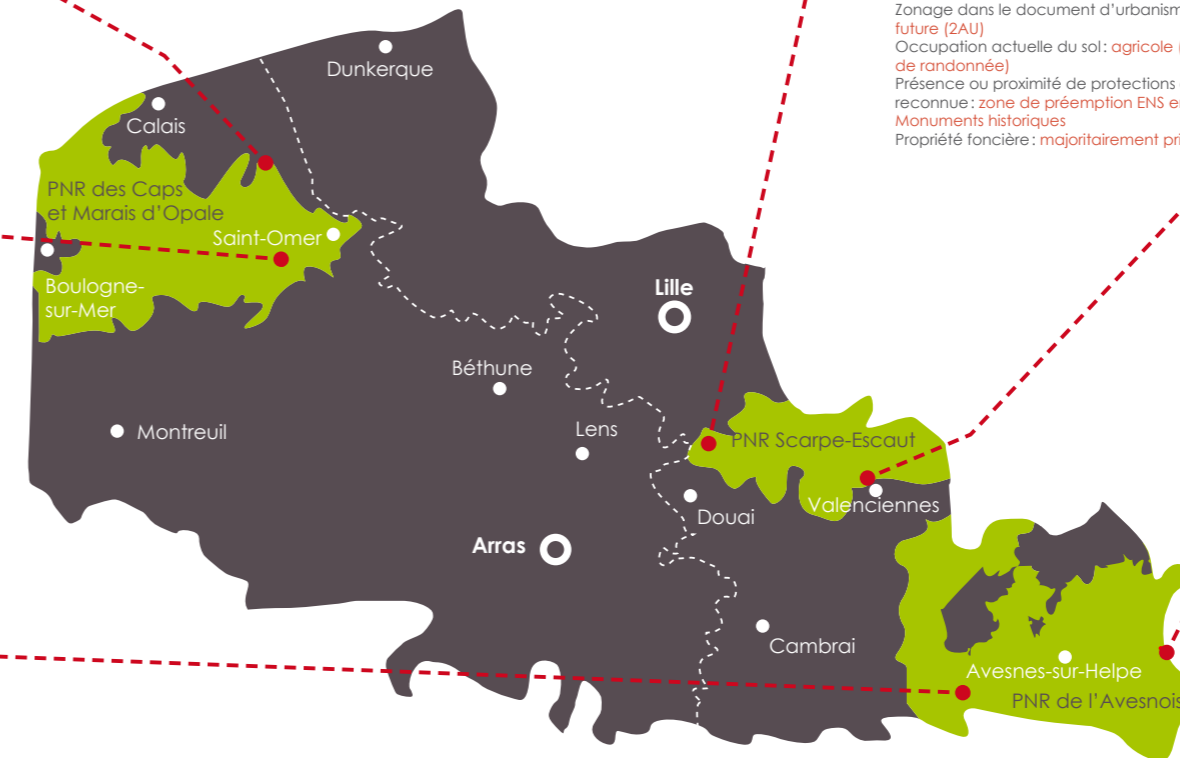 Zonage dans le document d’urbanism
future (2AU)
Occupation actuelle du sol : agricole
de randonnée)
Présence ou proximité de protections
reconnue : zone de préemption ENS e
Monuments historiques
Propriété foncière : majoritairement pri
Dunkerque
Calais
PNR des Caps
et Marais d’Opale
Saint-Omer
Boulogne-
sur-Mer
Lille
Béthune
Montreuil
Lens
PNR Scarpe-Escaut
Valenciennes
Douai
Arras
Cambrai
Avesnes-sur-Helpe
PNR de l’Avesnois